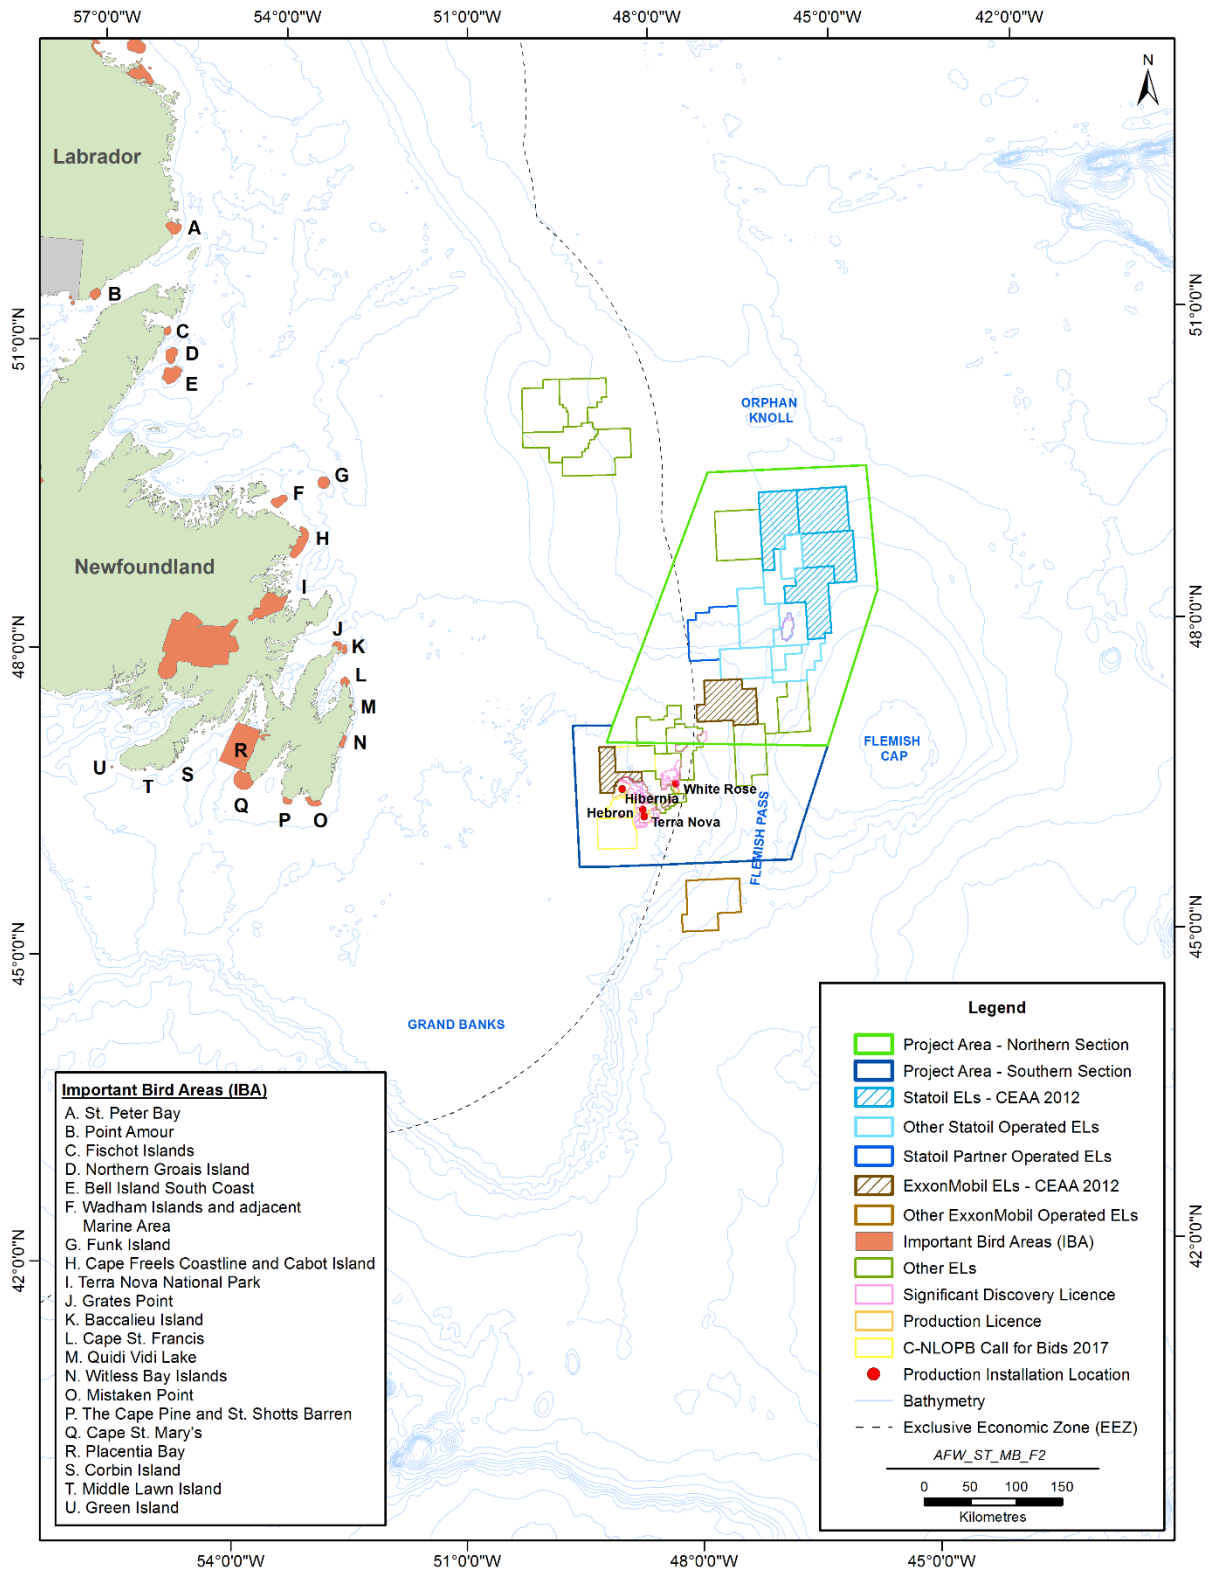 57°0'0"W
54°0'0"W
51°0'0"W
48°0'0"W
45°0'0"W
42°0'0"W
N
Labrador
A
B
51°0'0"N
51°0'0"N
C
D
E
ORPHAN
KNOLL
G
F
H
Newfoundland
I
48°0'0"N
48°0'0"N
J
K
L
M
N
R
U
S
T
Q
P
O
FLEMISH
CAP
White Rose
Hibernia
Hebron
Terra Nova
FLEMISH PASS
45°0'0"N
45°0'0"N
GRAND BANKS
42°0'0"N
42°0'0"N
Important Bird Areas (IBA)
A. St. Peter Bay
B. Point Amour
C. Fischot Islands
D. Northern Groais Island
E. Bell Island South Coast
F. Wadham Islands and adjacent
Marine Area
G. Funk Island
H. Cape Freels Coastline and Cabot Island
I. Terra Nova National Park
J. Grates Point
K. Baccalieu Island
L. Cape St. Francis
M. Quidi Vidi Lake
N. Witless Bay Islands
O. Mistaken Point
P. The Cape Pine and St. Shotts Barren
Q. Cape St. Mary's
R. Placentia Bay
S. Corbin Island
T. Middle Lawn Island
U. Green Island
Legend
Project Area - Northern Section
Project Area - Southern Section
Statoil ELs - CEAA 2012
Other Statoil Operated ELs
Statoil Partner Operated ELs
ExxonMobil ELs - CEAA 2012
Other ExxonMobil Operated ELs
Important Bird Areas (IBA)
Other ELs
Significant Discovery Licence
Production Licence
C-NLOPB Call for Bids 2017
Production Installation Location
Bathymetry
Exclusive Economic Zone (EEZ)
AFW_ST_MB_F2
0 50 100 150
Kilometres
54°0'0"W
51°0'0"W
48°0'0"W
45°0'0"W